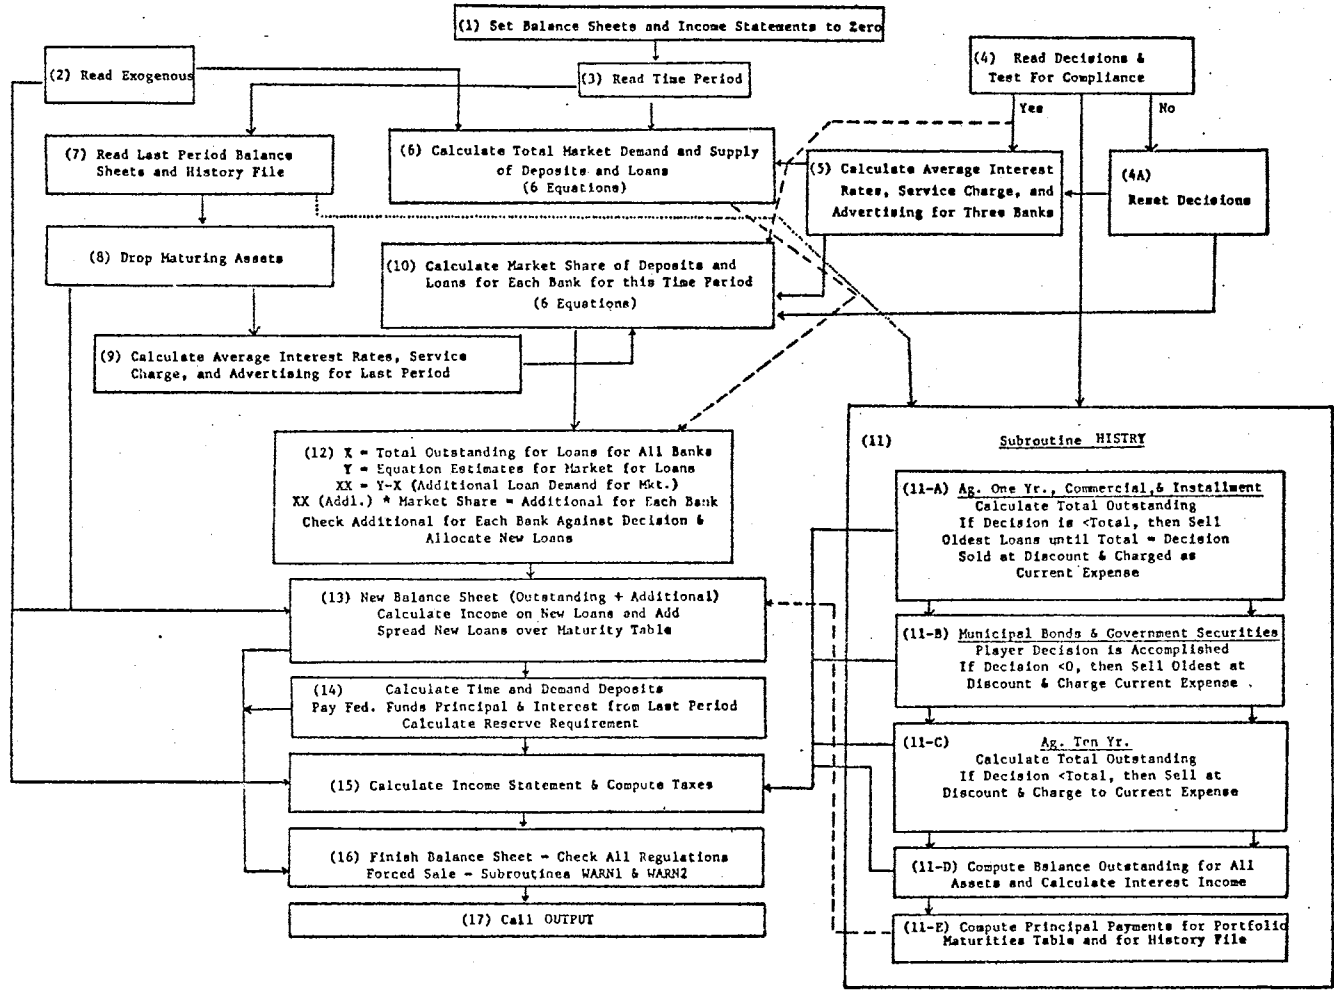 (1) Set Balance Sheets and Income Statements to Zero
(2) Read Exogenous
(3) Read Time Period
(4) Read Decisions &
Test For Compliance
Yes
No
(7) Read Last Period Balance
Sheets and History File
(6) Calculate Total Market Demand and Supply
of Deposits and Loans
(6 Equations)
(5) Calculate Average Interest
Rates, Service Charge, and
Advertising for Three Banks
(4A)
Reset Decisions
(8) Drop Maturing Assets
(10) Calculate Market Share of Deposits and
Loans for Each Bank for this Time Period
(6 Equations)
(9) Calculate Average Interest Rates, Service
Charge, and Advertising for Last Period
(12) X = Total Outstanding for Loans for All Banks
Y = Equation Estimates for Market for Loans
XX = Y-X (Additional Loan Demand for Mkt.)
XX (Addl.) * Market Share = Additional for Each Bank
Check Additional for Each Bank Against Decision &
Allocate New Loans
(13) New Balance Sheet (Outstanding + Additional)
Calculate Income on New Loans and Add
Spread New Loans over Maturity Table
(14) Calculate Time and Demand Deposits
Pay Fed. Funds Principal & Interest from Last Period
Calculate Reserve Requirement
(15) Calculate Income Statement & Compute Taxes
(16) Finish Balance Sheet - Check All Regulations
Forced Sale - Subroutines WARN1 & WARN2
(17) Call OUTPUT
(11) Subroutine HISTRY
(11-A) Ag. One Yr., Commercial,& Installment
Calculate Total Outstanding
If Decision is <Total, then Sell
Oldest Loans until Total = Decision
Sold at Discount & Charged as
Current Expense
(11-B) Municipal Bonds & Government Securities
Player Decision is Accomplished
If Decision <0, then Sell Oldest at
Discount & Charge Current Expense
(11-C) Ag. Ten Yr.
Calculate Total Outstanding
If Decision <Total, then Sell at
Discount & Charge to Current Expense
(11-D) Compute Balance Outstanding for All
Assets and Calculate Interest Income
(11-E) Compute Principal Payments for Portfolio
Maturities Table and for History File